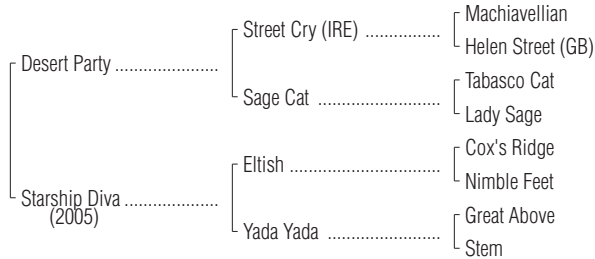 Machiavellian
Street Cry (IRE) ..................
Helen Street (GB)
Desert Party .........................
Tabasco Cat
Sage Cat .............................
Lady Sage
Cox's Ridge
Eltish ...................................
Nimble Feet
Starship Diva ......................
(2005)
Great Above
Yada Yada ...........................
Stem